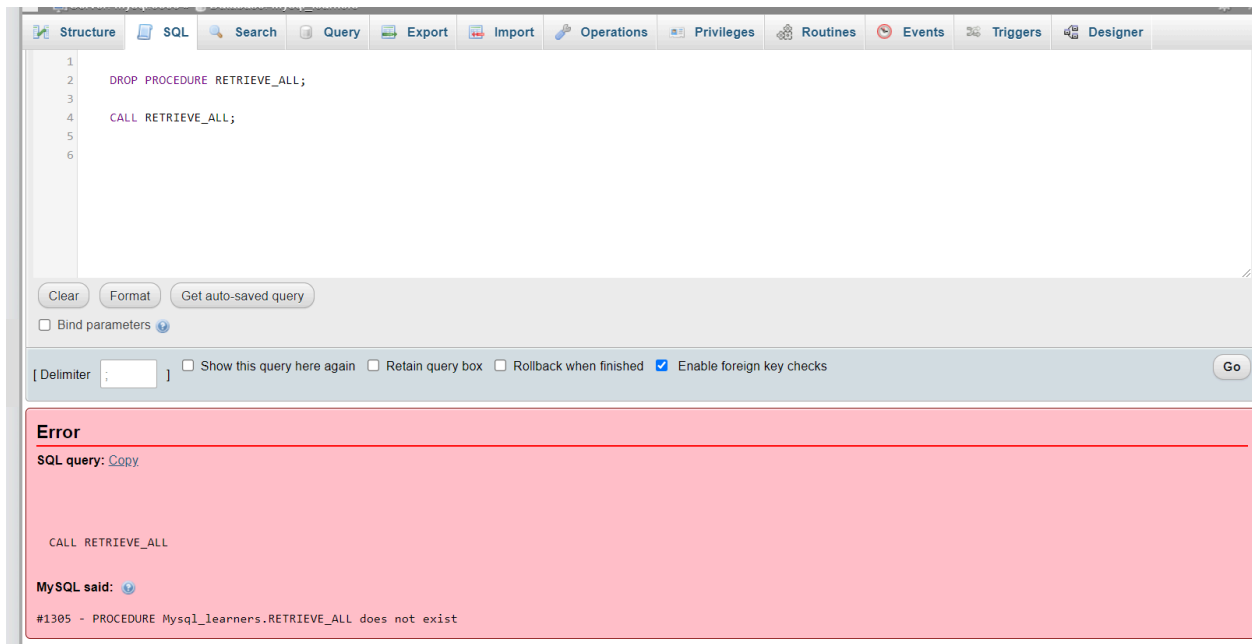 Structure SQL Search Query Export Import Operations Privileges Routines Events Triggers Designer
1
2 DROP PROCEDURE RETRIEVE_ALL;
3
4 CALL RETRIEVE_ALL;
5
6
Clear Format Get auto-saved query
Bind parameters
[ Delimiter ; ] Show this query here again Retain query box Rollback when finished Enable foreign key checks Go
Error
SQL query: Copy
CALL RETRIEVE_ALL
MySQL said:
#1305 - PROCEDURE Mysql_learners.RETRIEVE_ALL does not exist